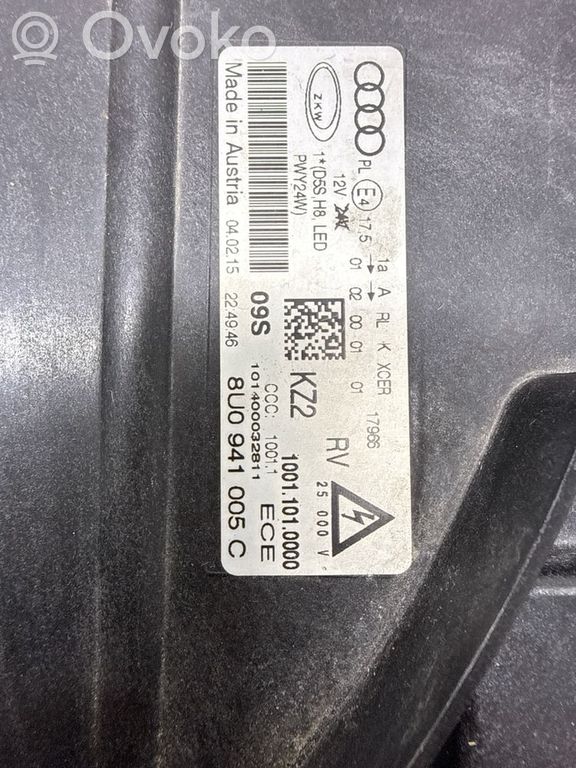 Ovoko
PL E4 17,5 1a A RL K XCER 17966
01 02 00 01 01
12V
ZKW
1*(D5S,H8, LED
PWY24W)
KZ2 RV
25 000 V
Made in Austria 04.02.15
09S
22:49:46
1001.101.0000
CCC: 1001.1 ECE
101400032811
8U0 941 005 C